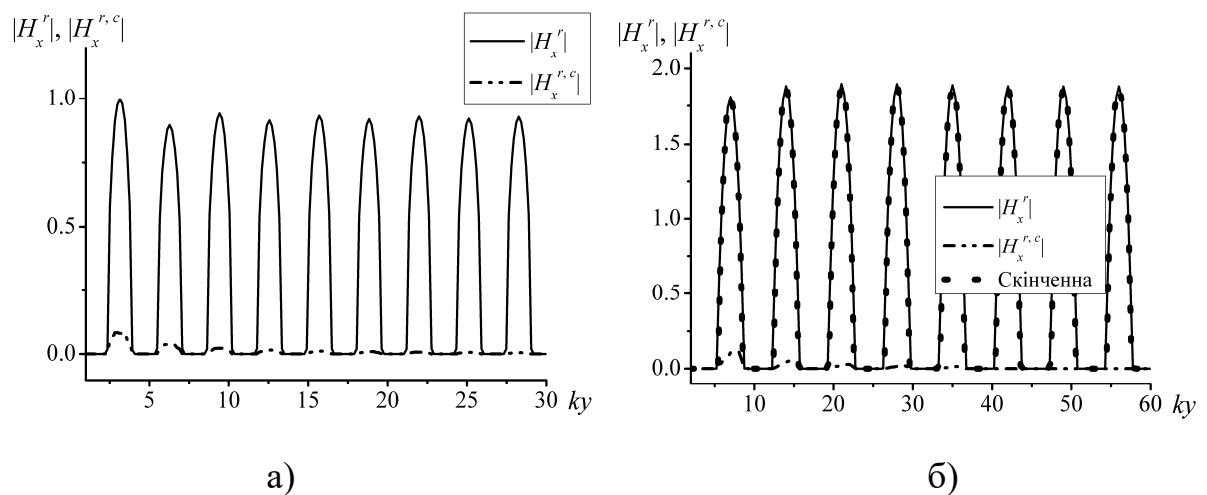 |H_x^r|, |H_x^{r, c}|
|H_x^r|
|H_x^{r, c}|
1.0
0.5
0.0
5 10 15 20 25 30 ky
а)
|H_x^r|, |H_x^{r, c}|
2.0
1.5
1.0
0.5
0.0
|H_x^r|
|H_x^{r, c}|
Скінченна
10 20 30 40 50 60 ky
б)